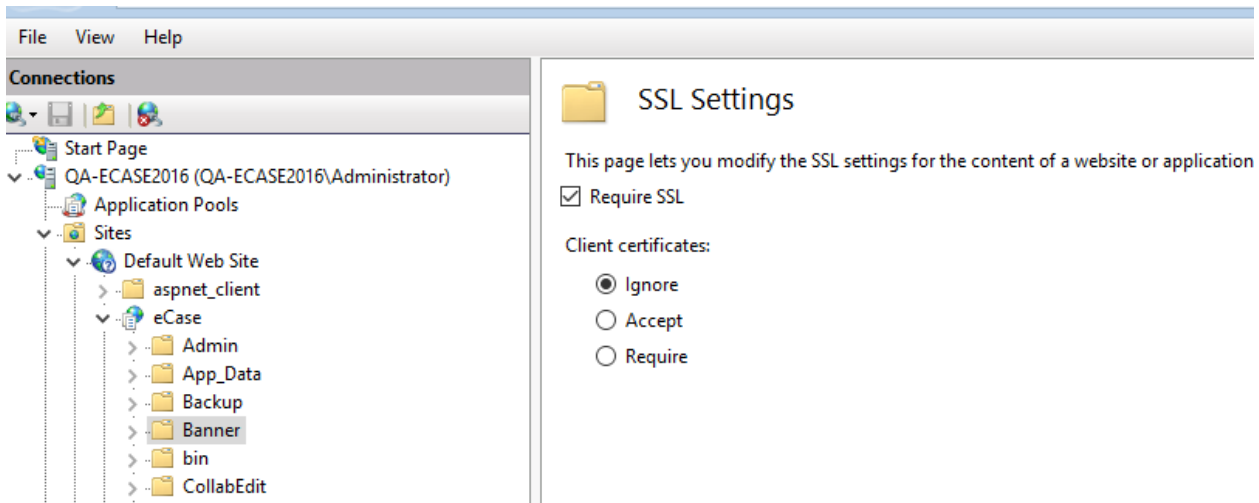 File View Help
Connections
Start Page
QA-ECASE2016 (QA-ECASE2016\Administrator)
Application Pools
Sites
Default Web Site
aspnet_client
eCase
Admin
App_Data
Backup
Banner
bin
CollabEdit
SSL Settings
This page lets you modify the SSL settings for the content of a website or application
Require SSL
Client certificates:
Ignore
Accept
Require